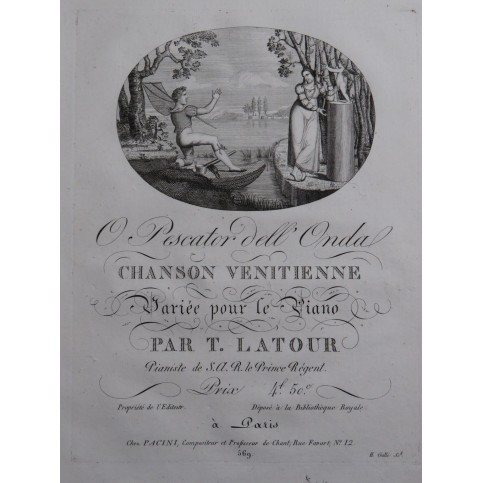 O Pescator dell' Onda
CHANSON VENITIENNE
Variée pour le Piano
PAR T. LATOUR
Pianiste de S.A.R. le Prince Régent.
Prix 4f 50c
Propriété de l'Editeur. Déposé à la Bibliothèque Royale.
à Paris
Chez PACINI, Compositeur et Professeur de Chant, Rue Favart, No 12.
569